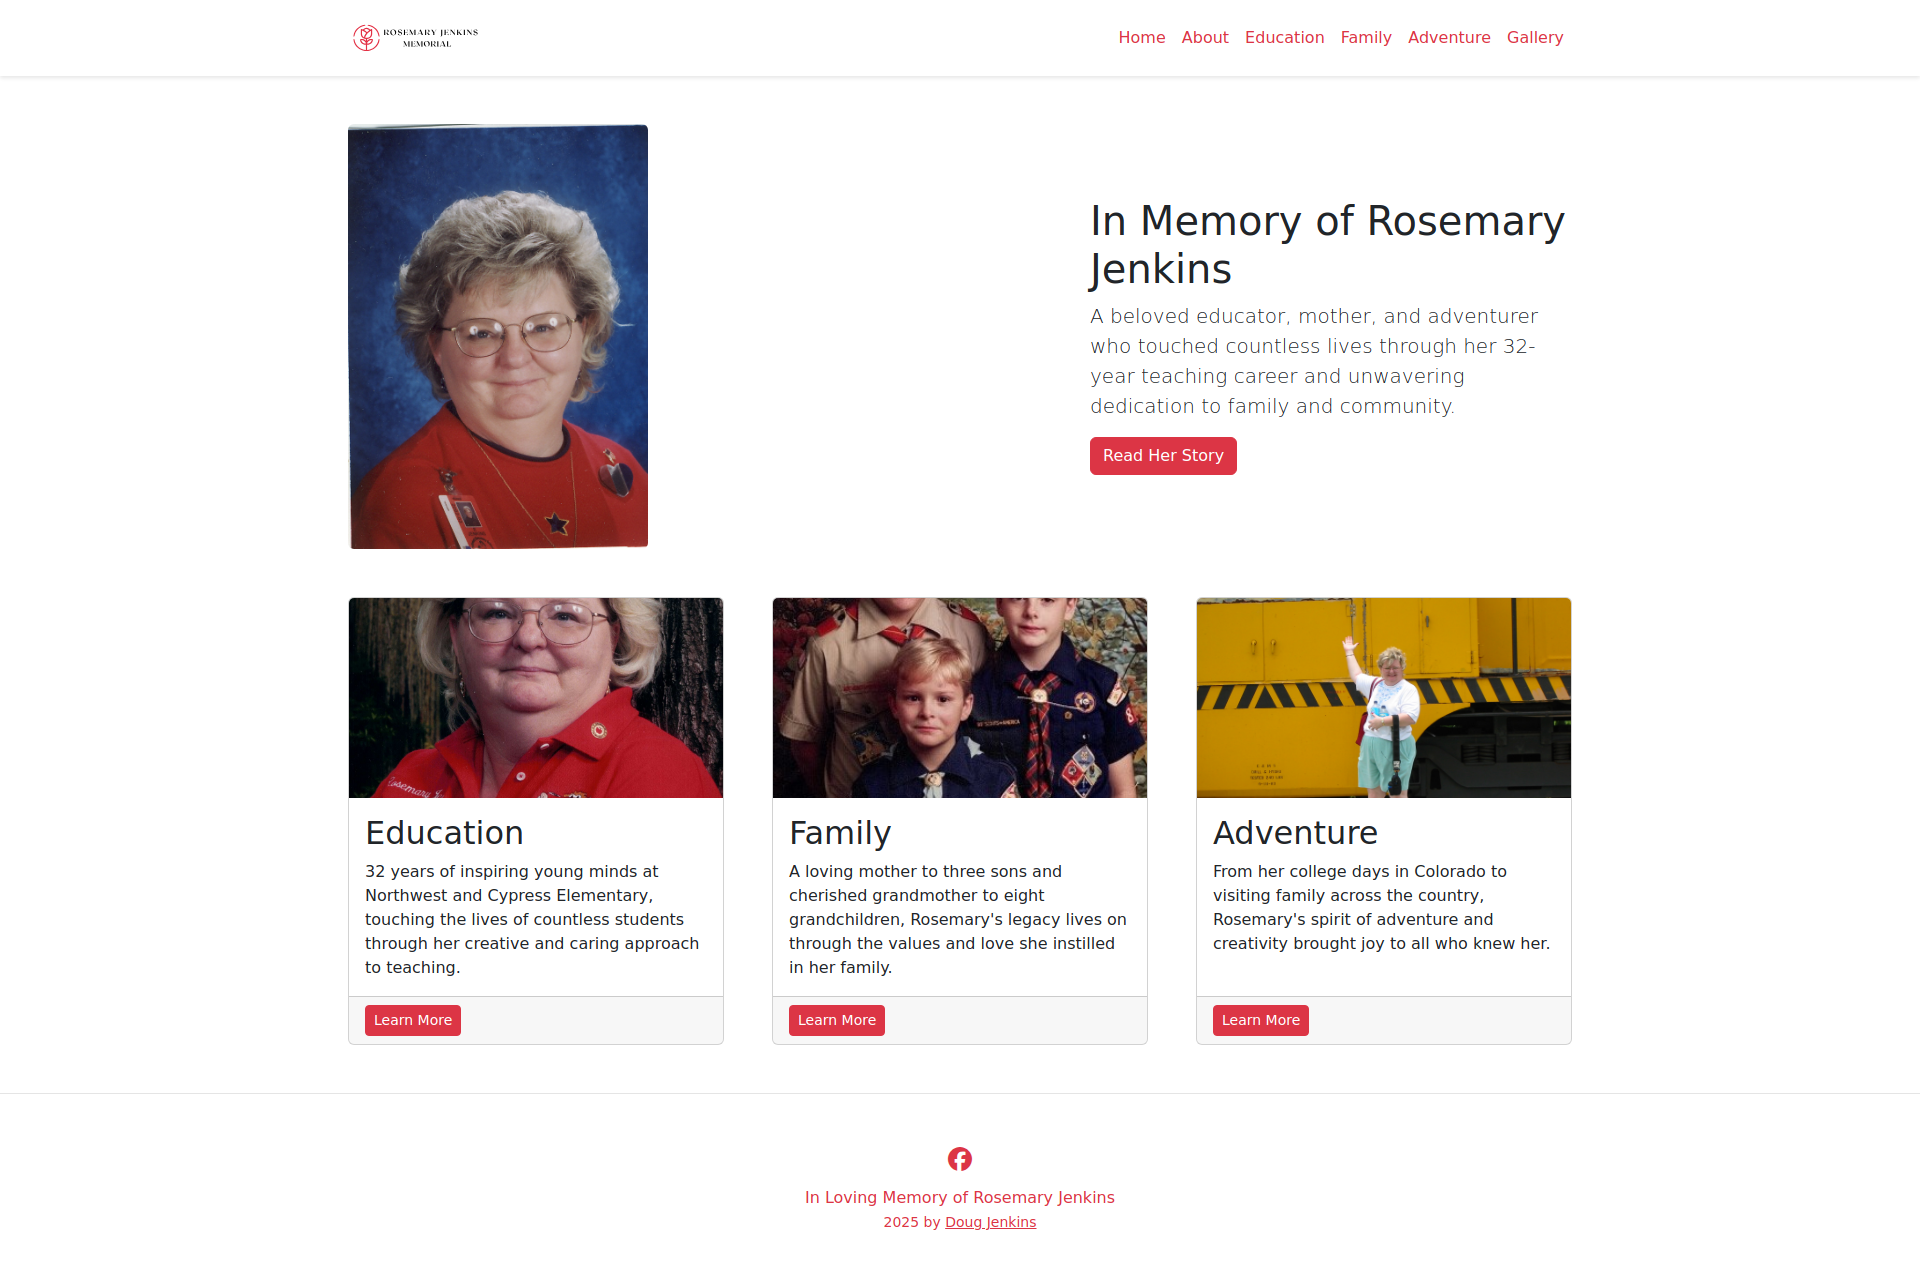 ROSEMARY JENKINS
MEMORIAL
Home About Education Family Adventure Gallery
In Memory of Rosemary
Jenkins
A beloved educator, mother, and adventurer
who touched countless lives through her 32-
year teaching career and unwavering
dedication to family and community.
Read Her Story
Education
32 years of inspiring young minds at
Northwest and Cypress Elementary,
touching the lives of countless students
through her creative and caring approach
to teaching.
Learn More
Family
A loving mother to three sons and
cherished grandmother to eight
grandchildren, Rosemary's legacy lives on
through the values and love she instilled
in her family.
Learn More
Adventure
From her college days in Colorado to
visiting family across the country,
Rosemary's spirit of adventure and
creativity brought joy to all who knew her.
Learn More
In Loving Memory of Rosemary Jenkins
2025 by Doug Jenkins